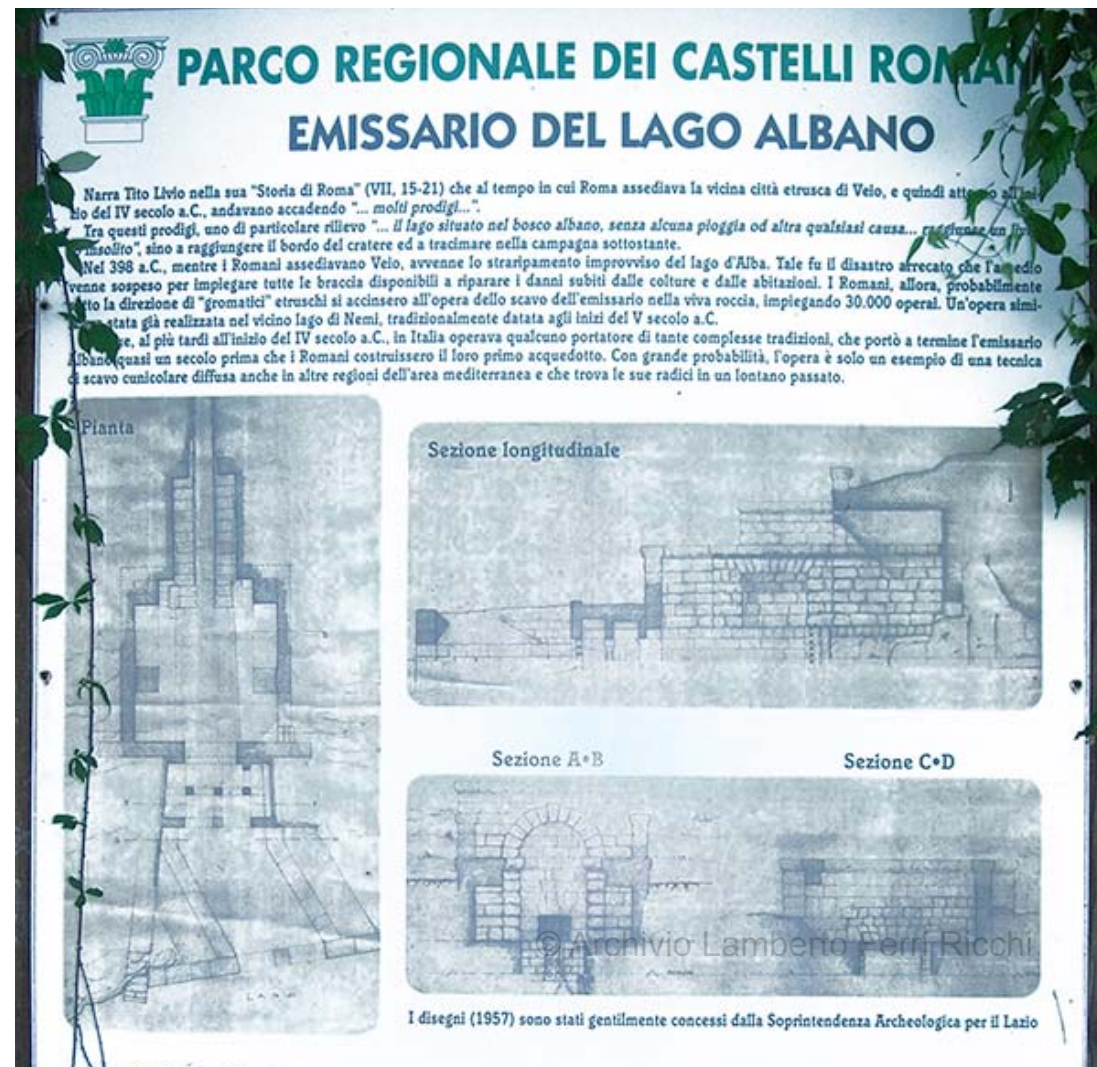 PARCO REGIONALE DEI CASTELLI ROMAN
EMISSARIO DEL LAGO ALBANO
Narra Tito Livio nella sua "Storia di Roma" (VII, 15-21) che al tempo in cui Roma assediava la vicina città etrusca di Veio, e quindi
del IV secolo a.C., andavano accadendo "... molti prodigi...".
Tra questi prodigi, uno di particolare rilievo "... il lago situato nel bosco albano, senza alcuna pioggia od altra qualsiasi causa... raggiunse un
insolito", sino a raggiungere il bordo del cratere ed a tracimare nella campagna sottostante.
Nel 398 a.C., mentre i Romani assediavano Veio, avvenne lo straripamento improvviso del lago d'Alba. Tale fu il disastro arrecato che l'assedio
venne sospeso per impiegare tutte le braccia disponibili a riparare i danni subiti dalle colture e dalle abitazioni. I Romani, allora, probabilmente
la direzione di "gromatici" etruschi si accinsero all'opera dello scavo dell'emissario nella viva roccia, impiegando 30.000 operai. Un'opera simi-
stata già realizzata nel vicino lago di Nemi, tradizionalmente datata agli inizi del V secolo a.C.
al più tardi all'inizio del IV secolo a.C., in Italia operava qualcuno portatore di tante complesse tradizioni, che portò a termine l'emissario
Albano quasi un secolo prima che i Romani costruissero il loro primo acquedotto. Con grande probabilità, l'opera è solo un esempio di una tecnica
di scavo cunicolare diffusa anche in altre regioni dell'area mediterranea e che trova le sue radici in un lontano passato.
Pianta
Sezione longitudinale
Sezione A•B
Sezione C•D
© Archivio Lamberto Ferri Ricchi
I disegni (1957) sono stati gentilmente concessi dalla Soprintendenza Archeologica per il Lazio